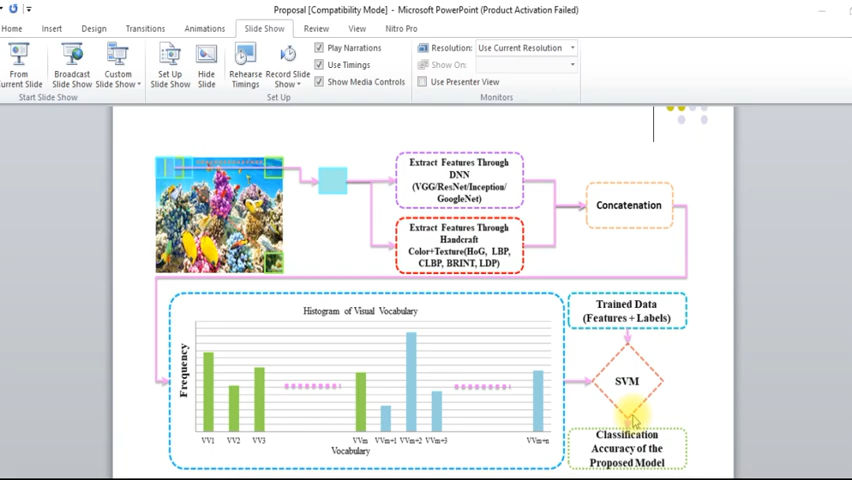 Proposal [Compatibility Mode] - Microsoft PowerPoint (Product Activation Failed)
Home Insert Design Transitions Animations Slide Show Review View Nitro Pro
From Current Slide
Broadcast Slide Show
Custom Slide Show
Set Up Slide Show
Hide Slide
Rehearse Timings
Record Slide Show
Play Narrations
Use Timings
Show Media Controls
Resolution: Use Current Resolution
Show On:
Use Presenter View
Start Slide Show Set Up Monitors
Extract Features Through
DNN
(VGG/ResNet/Inception/
GoogleNet)
Extract Features Through
Handcraft
Color+Texture(HoG, LBP,
CLBP, BRINT, LDP)
Concatenation
Histogram of Visual Vocabulary
Frequency
VV1 VV2 VV3 VVm VVm+1 VVm+2 VVm+3 VVm+n
Vocabulary
Trained Data
(Features + Labels)
SVM
Classification
Accuracy of the
Proposed Model